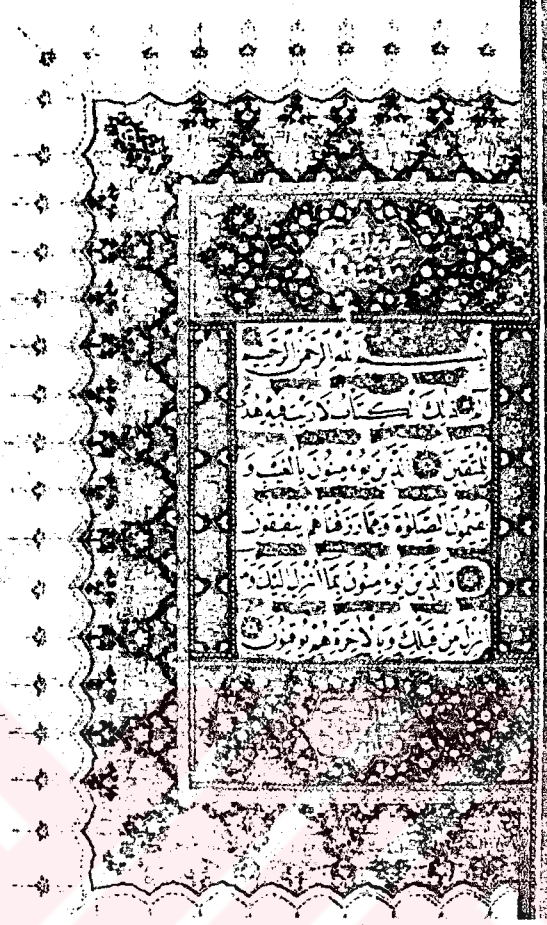 بسم الله الرحمن الرحيم
الم ذلك الكتاب لا ريب فيه هدى
للمتقين الذين يؤمنون بالغيب و
يقيمون الصلوة ومما رزقناهم ينفقون
والذين يؤمنون بما انزل اليك وما
انزل من قبلك وبالاخرة هم يوقنون